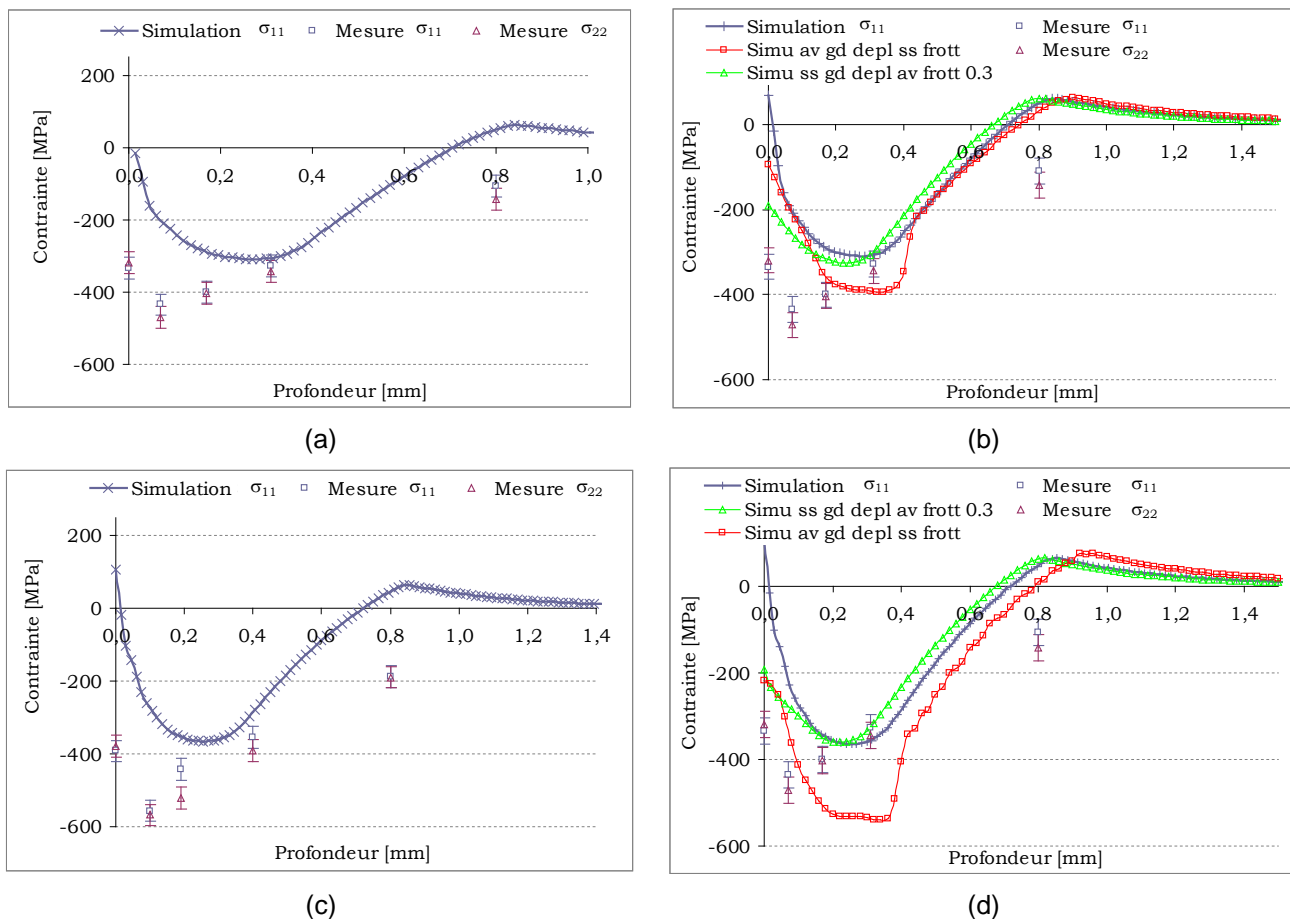 Simulation σ11 Mesure σ11 Mesure σ22
200
0
-200
-400
-600
0,0 0,2 0,4 0,6 0,8 1,0
Contrainte [MPa]
Profondeur [mm]
(a)
Simulation σ11 Mesure σ11
Simu av gd depl ss frott Mesure σ22
Simu ss gd depl av frott 0.3
0
-200
-400
-600
0,0 0,2 0,4 0,6 0,8 1,0 1,2 1,4
Contrainte [MPa]
Profondeur [mm]
(b)
Simulation σ11 Mesure σ11 Mesure σ22
200
0
-200
-400
-600
0,0 0,2 0,4 0,6 0,8 1,0 1,2 1,4
Contrainte [MPa]
Profondeur [mm]
(c)
Simulation σ11 Mesure σ11
Simu ss gd depl av frott 0.3 Mesure σ22
Simu av gd depl ss frott
0
-200
-400
-600
0,0 0,2 0,4 0,6 0,8 1,0 1,2 1,4
Contrainte [MPa]
Profondeur [mm]
(d)